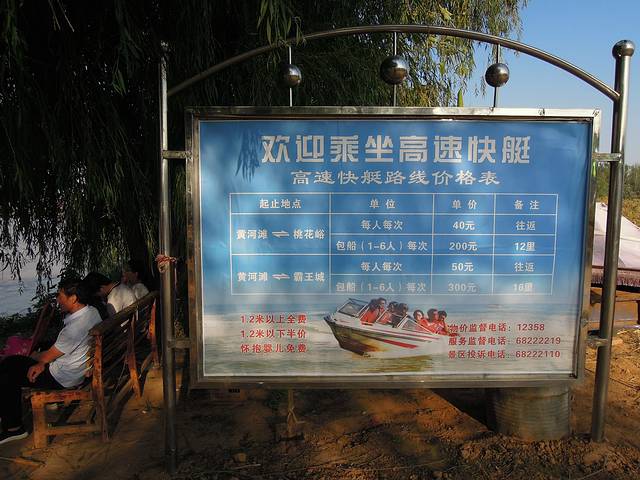 欢迎乘坐高速快艇
高速快艇路线价格表
起止地点 单位 单价 备注
黄河滩 ⇌ 桃花峪 每人每次 40元 往返
包船（1-6人）每次 200元 12里
黄河滩 ⇌ 霸王城 每人每次 50元 往返
包船（1-6人）每次 300元 16里
1.2米以上全费
1.2米以下半价
怀抱婴儿免费
物价监督电话：12358
服务监督电话：68222219
景区投诉电话：68222110